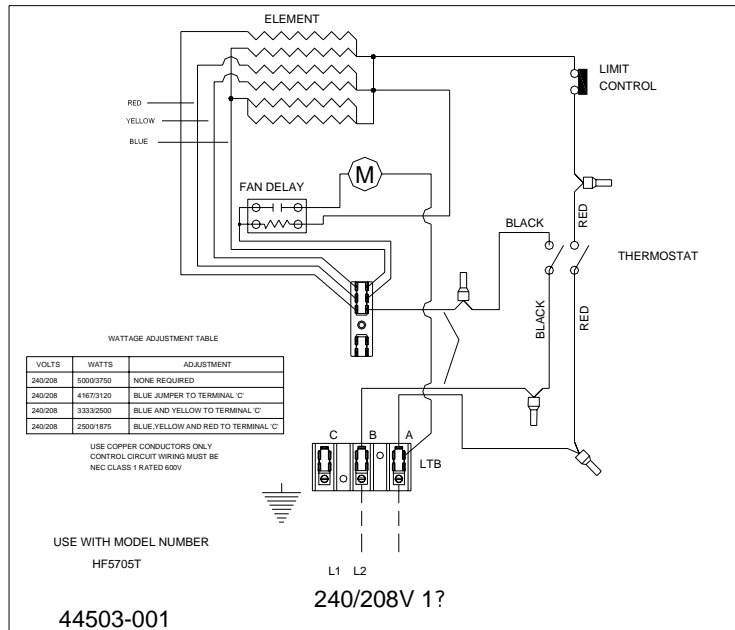 ELEMENT
LIMIT
CONTROL
RED
YELLOW
BLUE
M
FAN DELAY
BLACK
RED
THERMOSTAT
BLACK
RED
WATTAGE ADJUSTMENT TABLE
VOLTS WATTS ADJUSTMENT
240/208 5000/3750 NONE REQUIRED
240/208 4167/3120 BLUE JUMPER TO TERMINAL 'C'
240/208 3333/2500 BLUE AND YELLOW TO TERMINAL 'C'
240/208 2500/1875 BLUE,YELLOW AND RED TO TERMINAL 'C'
USE COPPER CONDUCTORS ONLY
CONTROL CIRCUIT WIRING MUST BE
NEC CLASS 1 RATED 600V
C B A
LTB
USE WITH MODEL NUMBER
HF5705T
L1 L2
240/208V 1?
44503-001